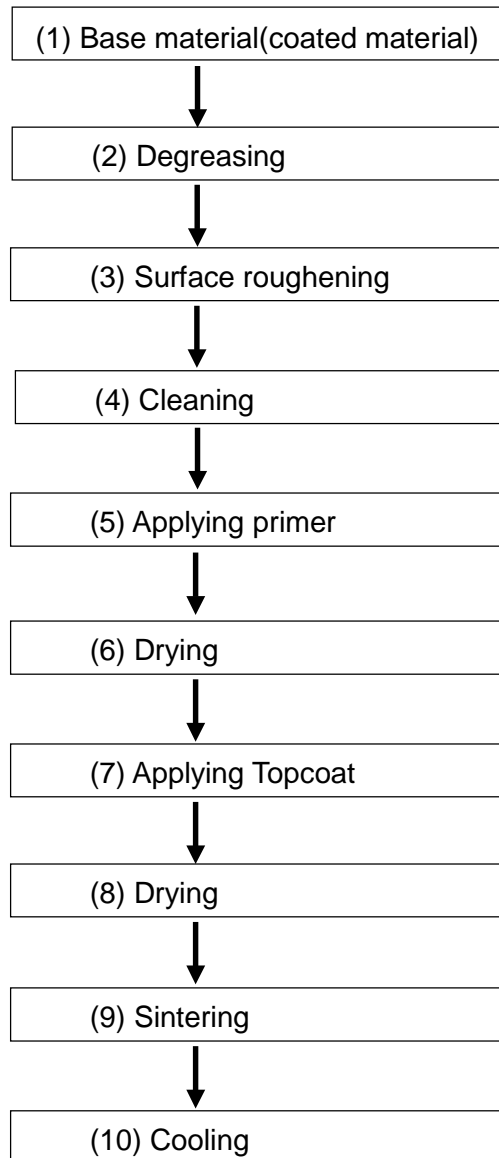 (1) Base material(coated material)
(2) Degreasing
(3) Surface roughening
(4) Cleaning
(5) Applying primer
(6) Drying
(7) Applying Topcoat
(8) Drying
(9) Sintering
(10) Cooling